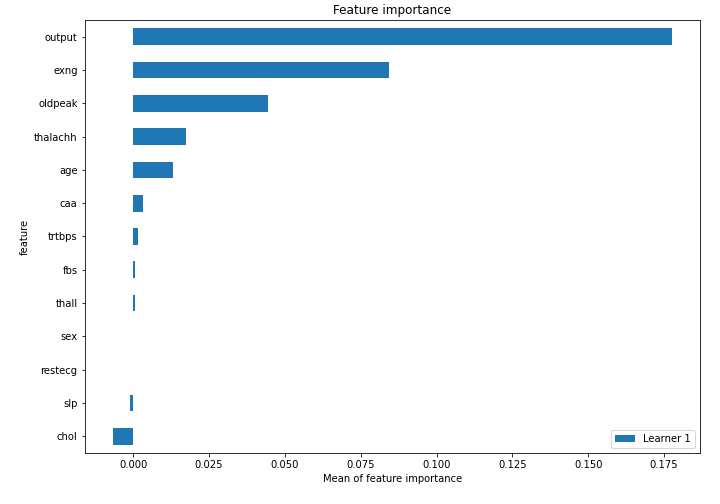 Feature importance
output
exng
oldpeak
thalachh
age
caa
trtbps
fbs
thall
sex
restecg
slp
chol
feature
0.000 0.025 0.050 0.075 0.100 0.125 0.150 0.175
Mean of feature importance
Learner 1